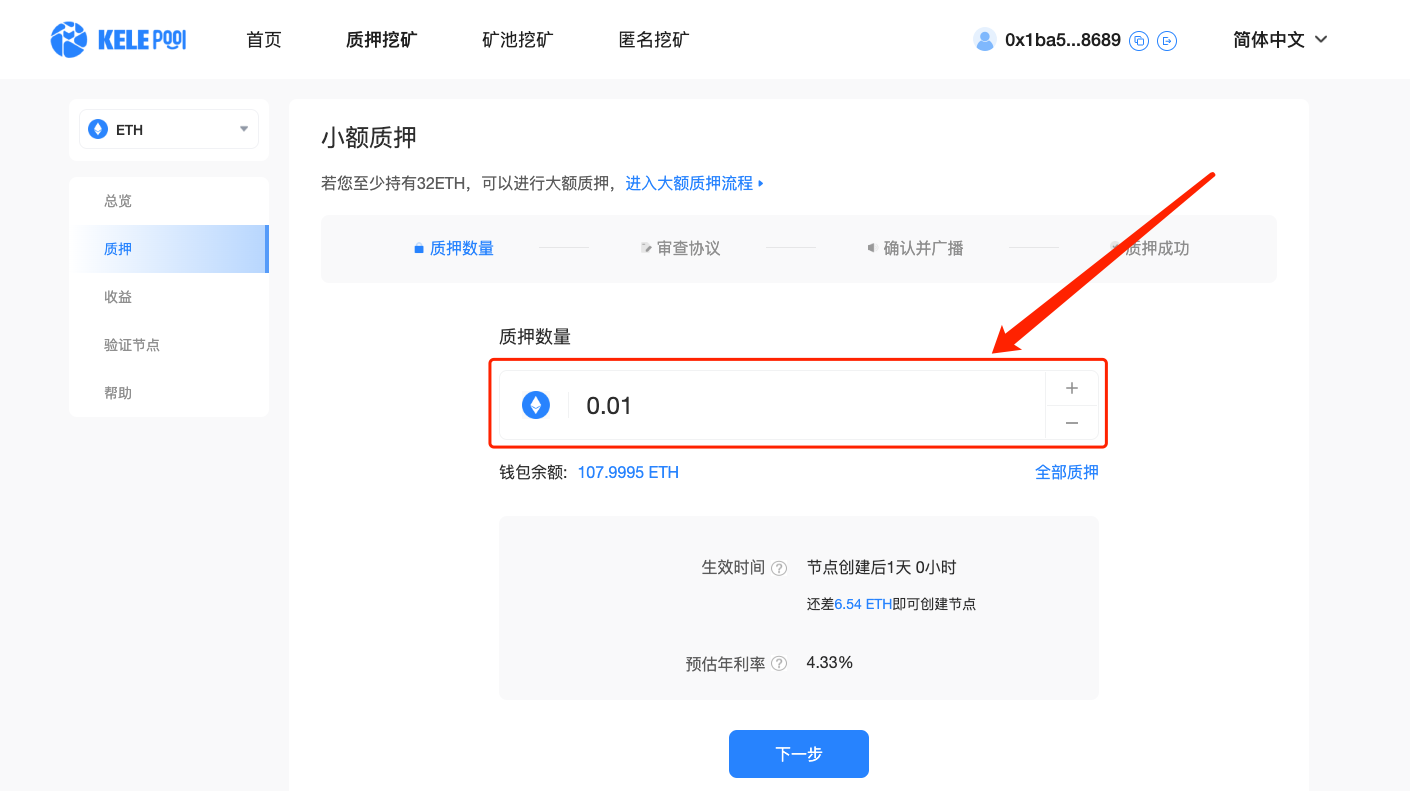 KELE POOl
首页
质押挖矿
矿池挖矿
匿名挖矿
0x1ba5...8689
简体中文
ETH
总览
质押
收益
验证节点
帮助
小额质押
若您至少持有32ETH，可以进行大额质押，进入大额质押流程
质押数量
审查协议
确认并广播
质押成功
质押数量
0.01
钱包余额: 107.9995 ETH
全部质押
生效时间 ? 节点创建后1天 0小时
还差6.54 ETH即可创建节点
预估年利率 ? 4.33%
下一步